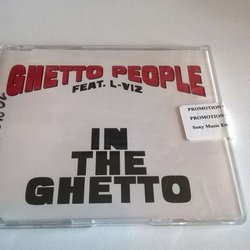 GHETTO PEOPLE
FEAT. L-VIZ
IN
THE
GHETTO
PROMOTION
PROMOTION
Sony Music